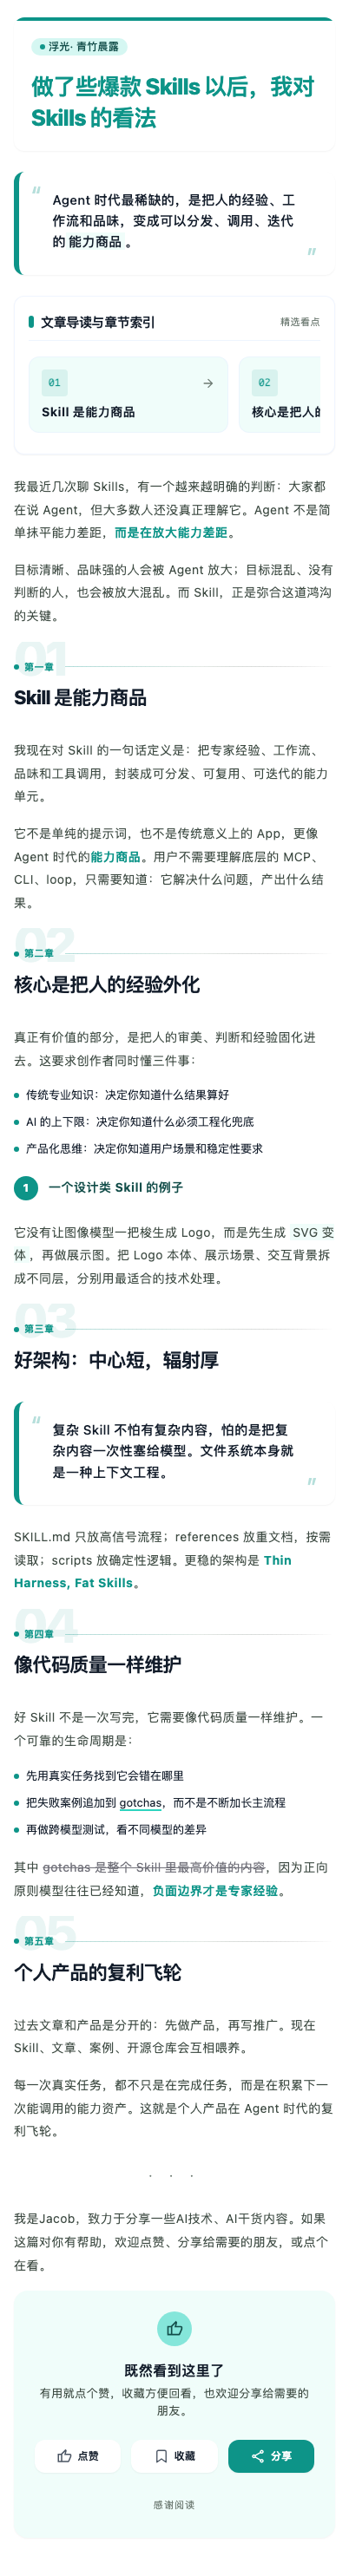 浮光· 青竹晨露
做了些爆款 Skills 以后，我对
Skills 的看法
“
Agent 时代最稀缺的，是把人的经验、工
作流和品味，变成可以分发、调用、迭代
的 能力商品 。
”
文章导读与章节索引
精选看点
01
→
02
Skill 是能力商品
核心是把人的
我最近几次聊 Skills，有一个越来越明确的判断：大家都
在说 Agent，但大多数人还没真正理解它。Agent 不是简
单抹平能力差距，而是在放大能力差距。
目标清晰、品味强的人会被 Agent 放大；目标混乱、没有
判断的人，也会被放大混乱。而 Skill，正是弥合这道鸿沟
的关键。
01
第一章
Skill 是能力商品
我现在对 Skill 的一句话定义是：把专家经验、工作流、
品味和工具调用，封装成可分发、可复用、可迭代的能力
单元。
它不是单纯的提示词，也不是传统意义上的 App，更像
Agent 时代的能力商品。用户不需要理解底层的 MCP、
CLI、loop，只需要知道：它解决什么问题，产出什么结
果。
02
第二章
核心是把人的经验外化
真正有价值的部分，是把人的审美、判断和经验固化进
去。这要求创作者同时懂三件事：
传统专业知识：决定你知道什么结果算好
AI 的上下限：决定你知道什么必须工程化兜底
产品化思维：决定你知道用户场景和稳定性要求
1 一个设计类 Skill 的例子
它没有让图像模型一把梭生成 Logo，而是先生成 SVG 变
体 ，再做展示图。把 Logo 本体、展示场景、交互背景拆
成不同层，分别用最适合的技术处理。
03
第三章
好架构：中心短，辐射厚
“
复杂 Skill 不怕有复杂内容，怕的是把复
杂内容一次性塞给模型。文件系统本身就
是一种上下文工程。
”
SKILL.md 只放高信号流程；references 放重文档，按需
读取；scripts 放确定性逻辑。更稳的架构是 Thin
Harness, Fat Skills。
04
第四章
像代码质量一样维护
好 Skill 不是一次写完，它需要像代码质量一样维护。一
个可靠的生命周期是：
先用真实任务找到它会错在哪里
把失败案例追加到 gotchas，而不是不断加长主流程
再做跨模型测试，看不同模型的差异
其中 gotchas 是整个 Skill 里最高价值的内容，因为正向
原则模型往往已经知道，负面边界才是专家经验。
05
第五章
个人产品的复利飞轮
过去文章和产品是分开的：先做产品，再写推广。现在
Skill、文章、案例、开源仓库会互相喂养。
每一次真实任务，都不只是在完成任务，而是在积累下一
次能调用的能力资产。这就是个人产品在 Agent 时代的复
利飞轮。
· · ·
我是Jacob，致力于分享一些AI技术、AI干货内容。如果
这篇对你有帮助，欢迎点赞、分享给需要的朋友，或点个
在看。
既然看到这里了
有用就点个赞，收藏方便回看，也欢迎分享给需要的
朋友。
点赞
收藏
分享
感谢阅读